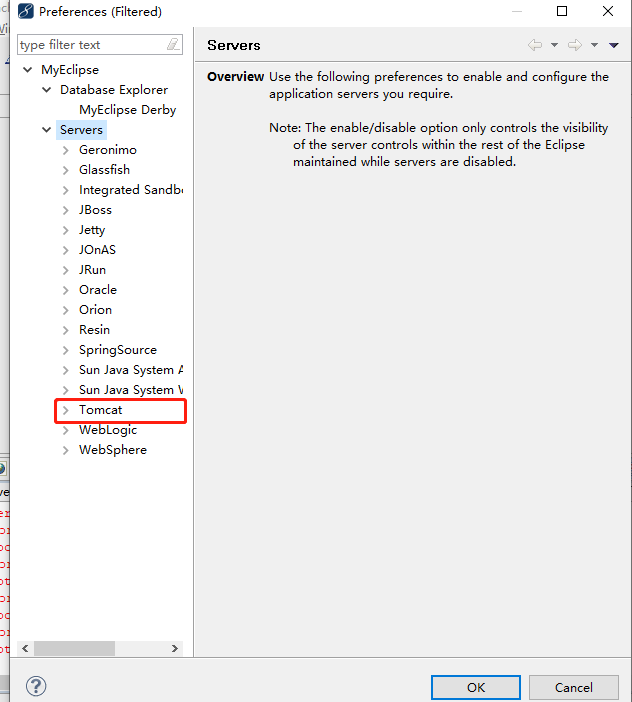 Preferences (Filtered)
type filter text
MyEclipse
Database Explorer
MyEclipse Derby
Servers
Geronimo
Glassfish
Integrated Sandb
JBoss
Jetty
JOnAS
JRun
Oracle
Orion
Resin
SpringSource
Sun Java System A
Sun Java System
Tomcat
WebLogic
WebSphere
Servers
Overview Use the following preferences to enable and configure the
application servers you require.
Note: The enable/disable option only controls the visibility
of the server controls within the rest of the Eclipse
maintained while servers are disabled.
OK
Cancel